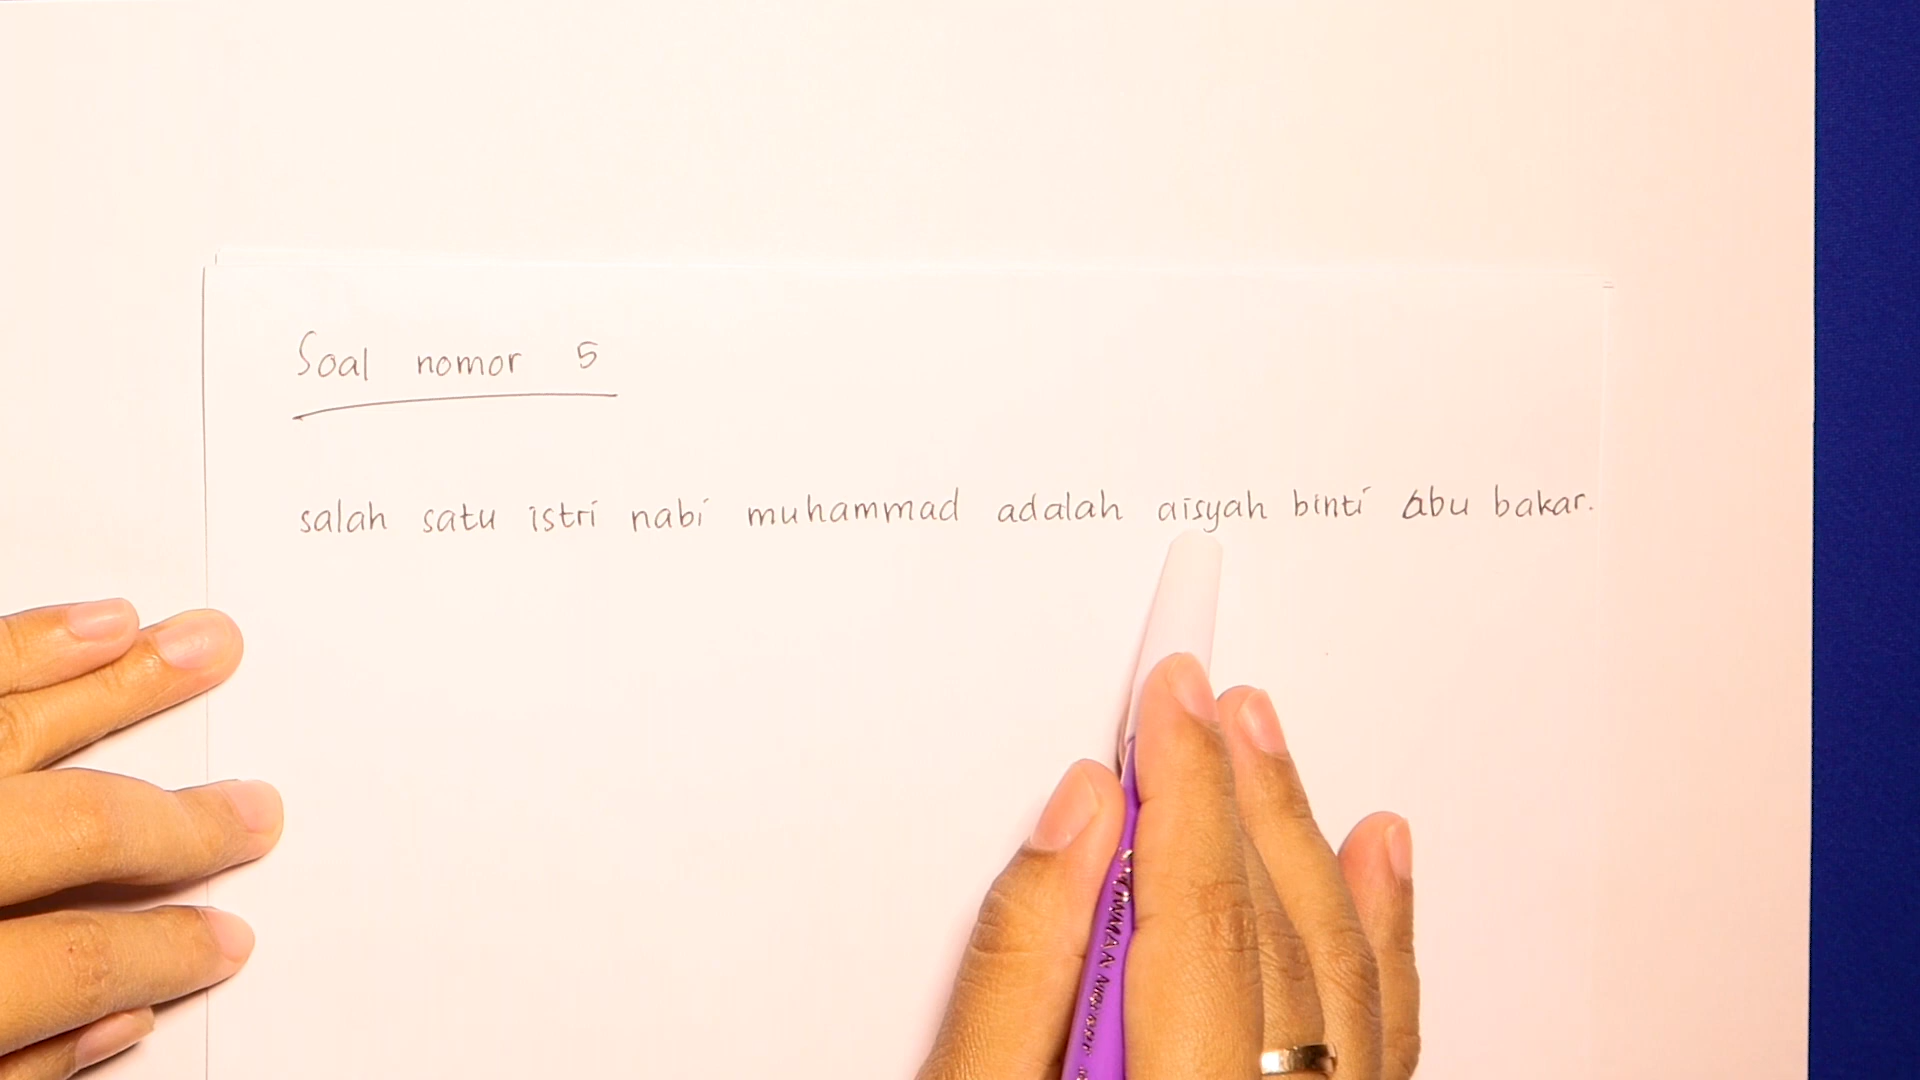 Soal nomor 5
salah satu istri nabi muhammad adalah aisyah binti Abu bakar.